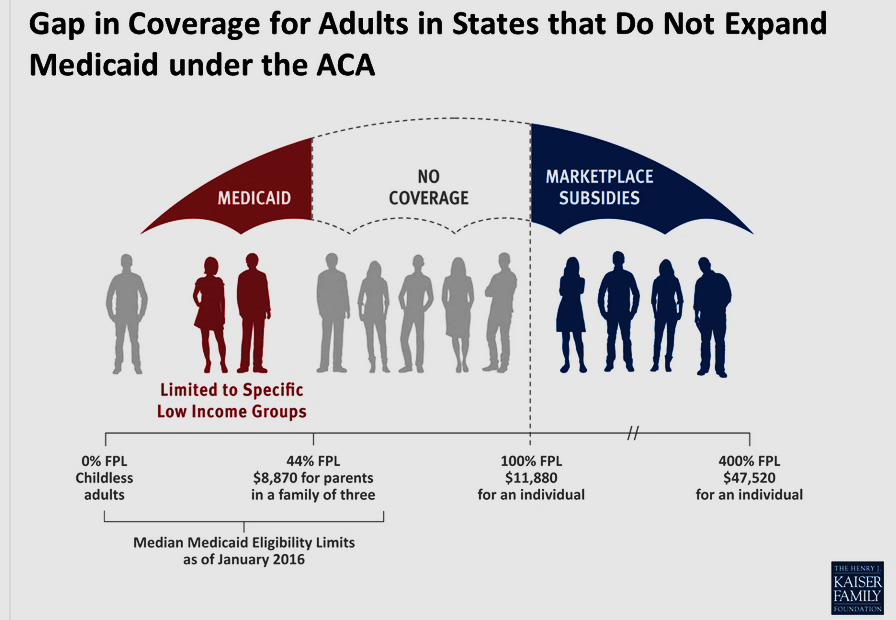 Gap in Coverage for Adults in States that Do Not Expand
Medicaid under the ACA
MEDICAID
NO
COVERAGE
MARKETPLACE
SUBSIDIES
Limited to Specific
Low Income Groups
0% FPL
Childless
adults
44% FPL
$8,870 for parents
in a family of three
100% FPL
$11,880
for an individual
400% FPL
$47,520
for an individual
Median Medicaid Eligibility Limits
as of January 2016
THE HENRY J.
KAISER
FAMILY
FOUNDATION